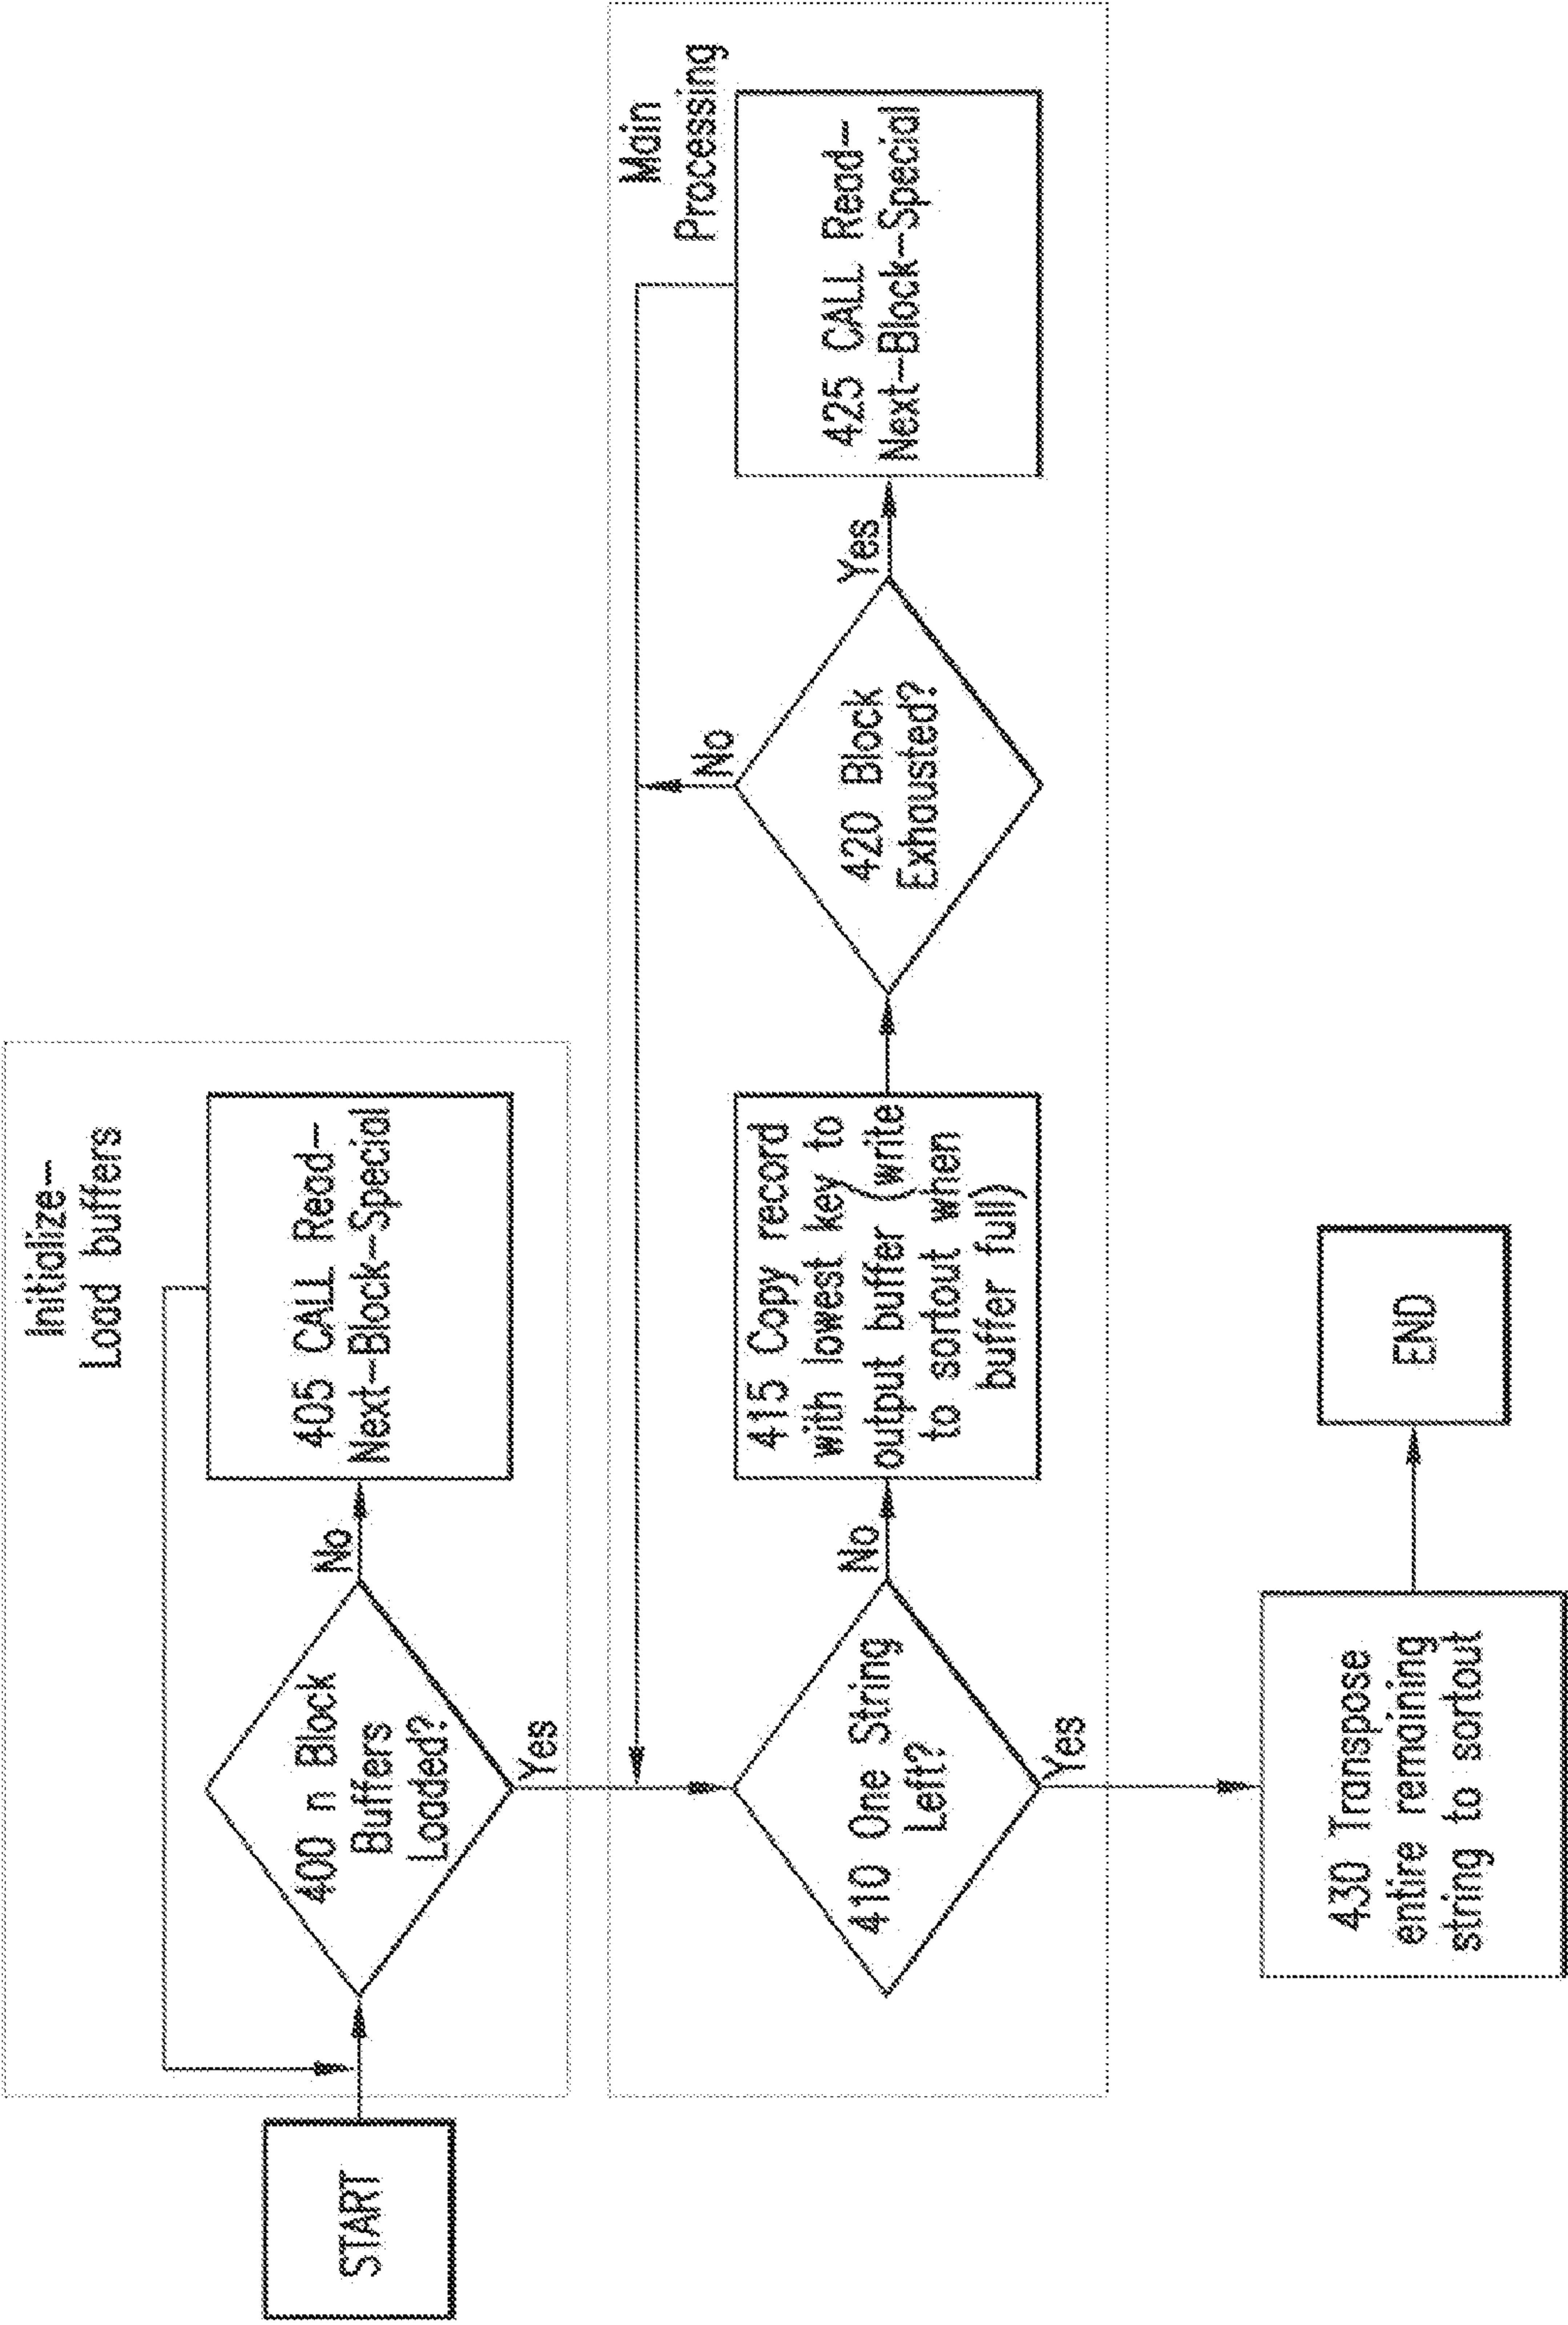 Initialize—
Load buffers
START
400 n Block
Buffers
Loaded?
No
Yes
405 CALL Read—
Next—Block—Special
Main
Processing
410 One String
Left?
No
Yes
415 Copy record
with lowest key to
output buffer (write
to sortout when
buffer full)
420 Block
Exhausted?
No
Yes
425 CALL Read—
Next—Block—Special
430 Transpose
entire remaining
string to sortout
END